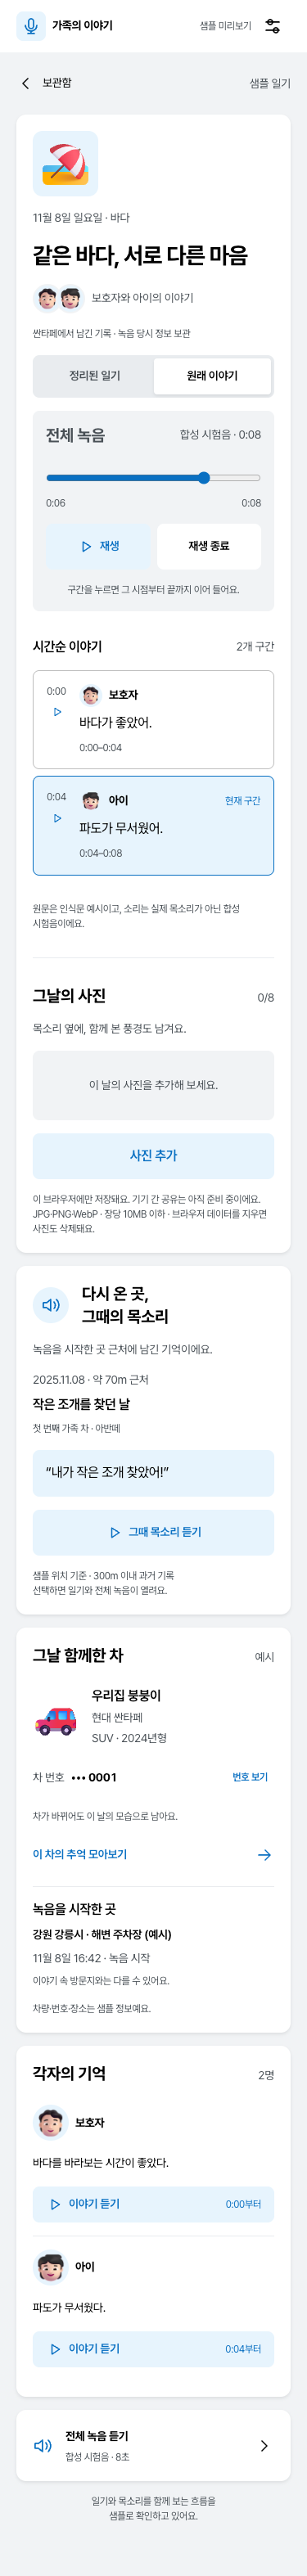 가족의 이야기
샘플 미리보기
보관함
샘플 일기
11월 8일 일요일 · 바다
같은 바다, 서로 다른 마음
보호자와 아이의 이야기
싼타페에서 남긴 기록 · 녹음 당시 정보 보관
정리된 일기
원래 이야기
전체 녹음
합성 시험음 · 0:08
0:06
0:08
재생
재생 종료
구간을 누르면 그 시점부터 끝까지 이어 들어요.
시간순 이야기
2개 구간
0:00
보호자
바다가 좋았어.
0:00–0:04
0:04
아이
현재 구간
파도가 무서웠어.
0:04–0:08
원문은 인식문 예시이고, 소리는 실제 목소리가 아닌 합성
시험음이에요.
그날의 사진
0/8
목소리 옆에, 함께 본 풍경도 남겨요.
이 날의 사진을 추가해 보세요.
사진 추가
이 브라우저에만 저장돼요. 기기 간 공유는 아직 준비 중이에요.
JPG·PNG·WebP · 장당 10MB 이하 · 브라우저 데이터를 지우면
사진도 삭제돼요.
다시 온 곳,
그때의 목소리
녹음을 시작한 곳 근처에 남긴 기억이에요.
2025.11.08 · 약 70m 근처
작은 조개를 찾던 날
첫 번째 가족 차 · 아반떼
“내가 작은 조개 찾았어!”
그때 목소리 듣기
샘플 위치 기준 · 300m 이내 과거 기록
선택하면 일기와 전체 녹음이 열려요.
그날 함께한 차
예시
우리집 붕붕이
현대 싼타페
SUV · 2024년형
차 번호 ••• 0001
번호 보기
차가 바뀌어도 이 날의 모습으로 남아요.
이 차의 추억 모아보기
녹음을 시작한 곳
강원 강릉시 · 해변 주차장 (예시)
11월 8일 16:42 · 녹음 시작
이야기 속 방문지와는 다를 수 있어요.
차량·번호·장소는 샘플 정보예요.
각자의 기억
2명
보호자
바다를 바라보는 시간이 좋았다.
이야기 듣기
0:00부터
아이
파도가 무서웠다.
이야기 듣기
0:04부터
전체 녹음 듣기
합성 시험음 · 8초
일기와 목소리를 함께 보는 흐름을
샘플로 확인하고 있어요.